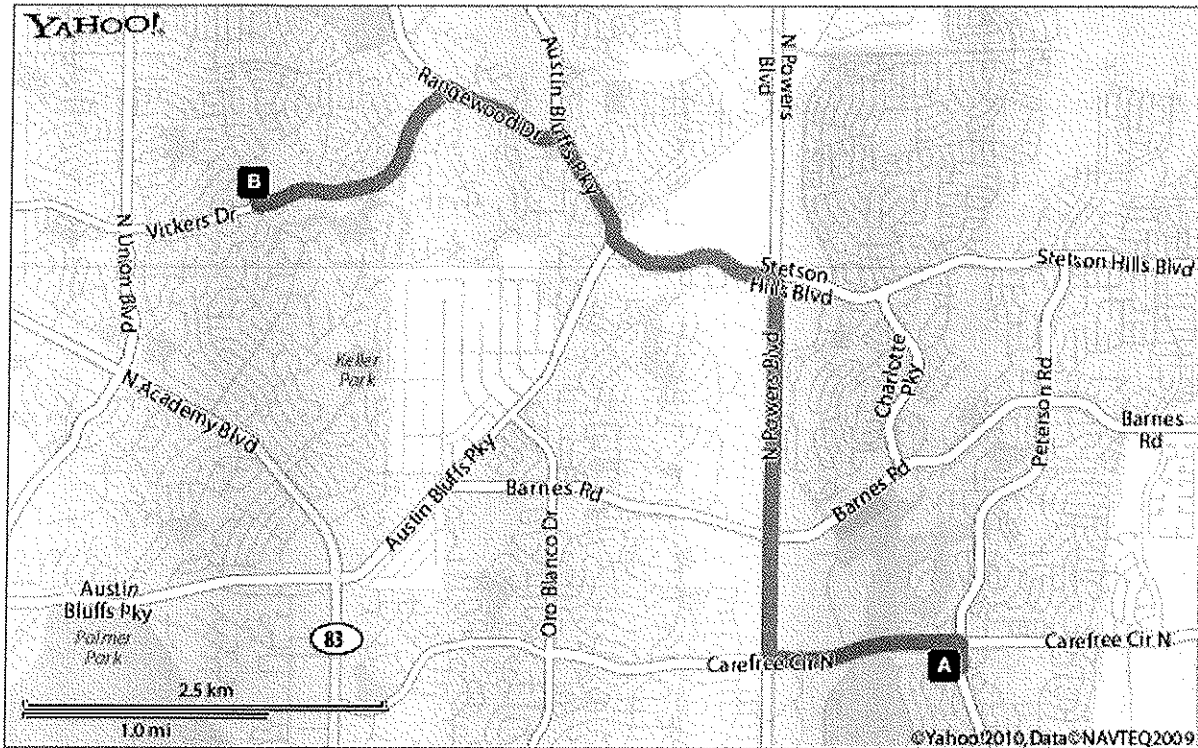 YAHOO!
Rangewood Dr
Austin Bluffs Pky
N Powers
Blvd
B
Vickers Dr
N Union Blvd
Stetson
Hills Blvd
Stetson Hills Blvd
Keller
Park
N Academy Blvd
N Powers Blvd
Charlotte
Pky
Peterson Rd
Barnes
Rd
Austin Bluffs Pky
Barnes Rd
Barnes Rd
Oro Blanco Dr
Austin
Bluffs Pky
Palmer
Park
83
Carefree Cir N
A
Carefree Cir N
2.5 km
1.0 mi
©Yahoo!2010, Data©NAVTEQ2009